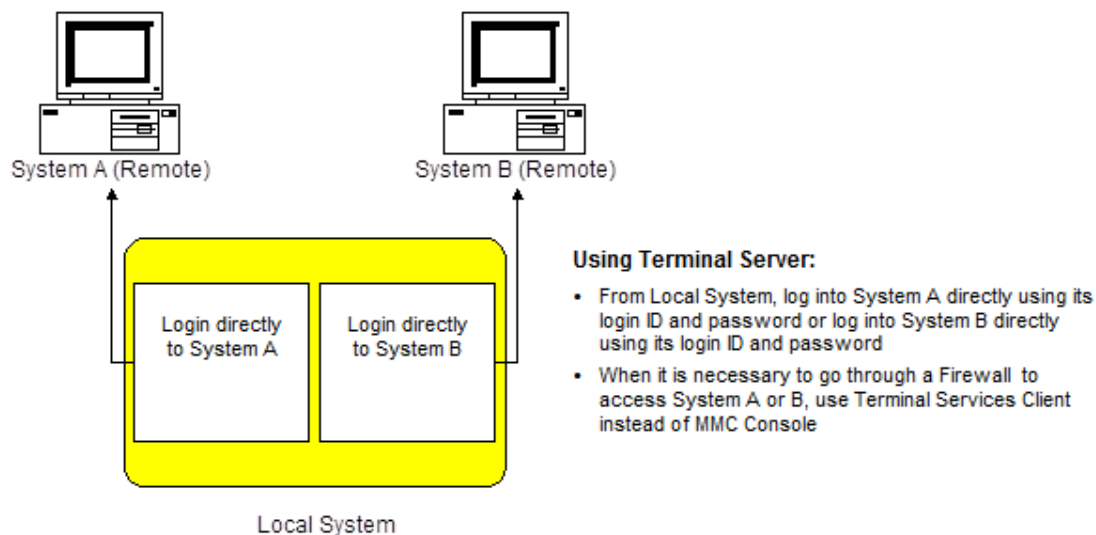 System A (Remote)
System B (Remote)
Login directly
to System A
Login directly
to System B
Local System
Using Terminal Server:
• From Local System, log into System A directly using its
login ID and password or log into System B directly
using its login ID and password
• When it is necessary to go through a Firewall to
access System A or B, use Terminal Services Client
instead of MMC Console